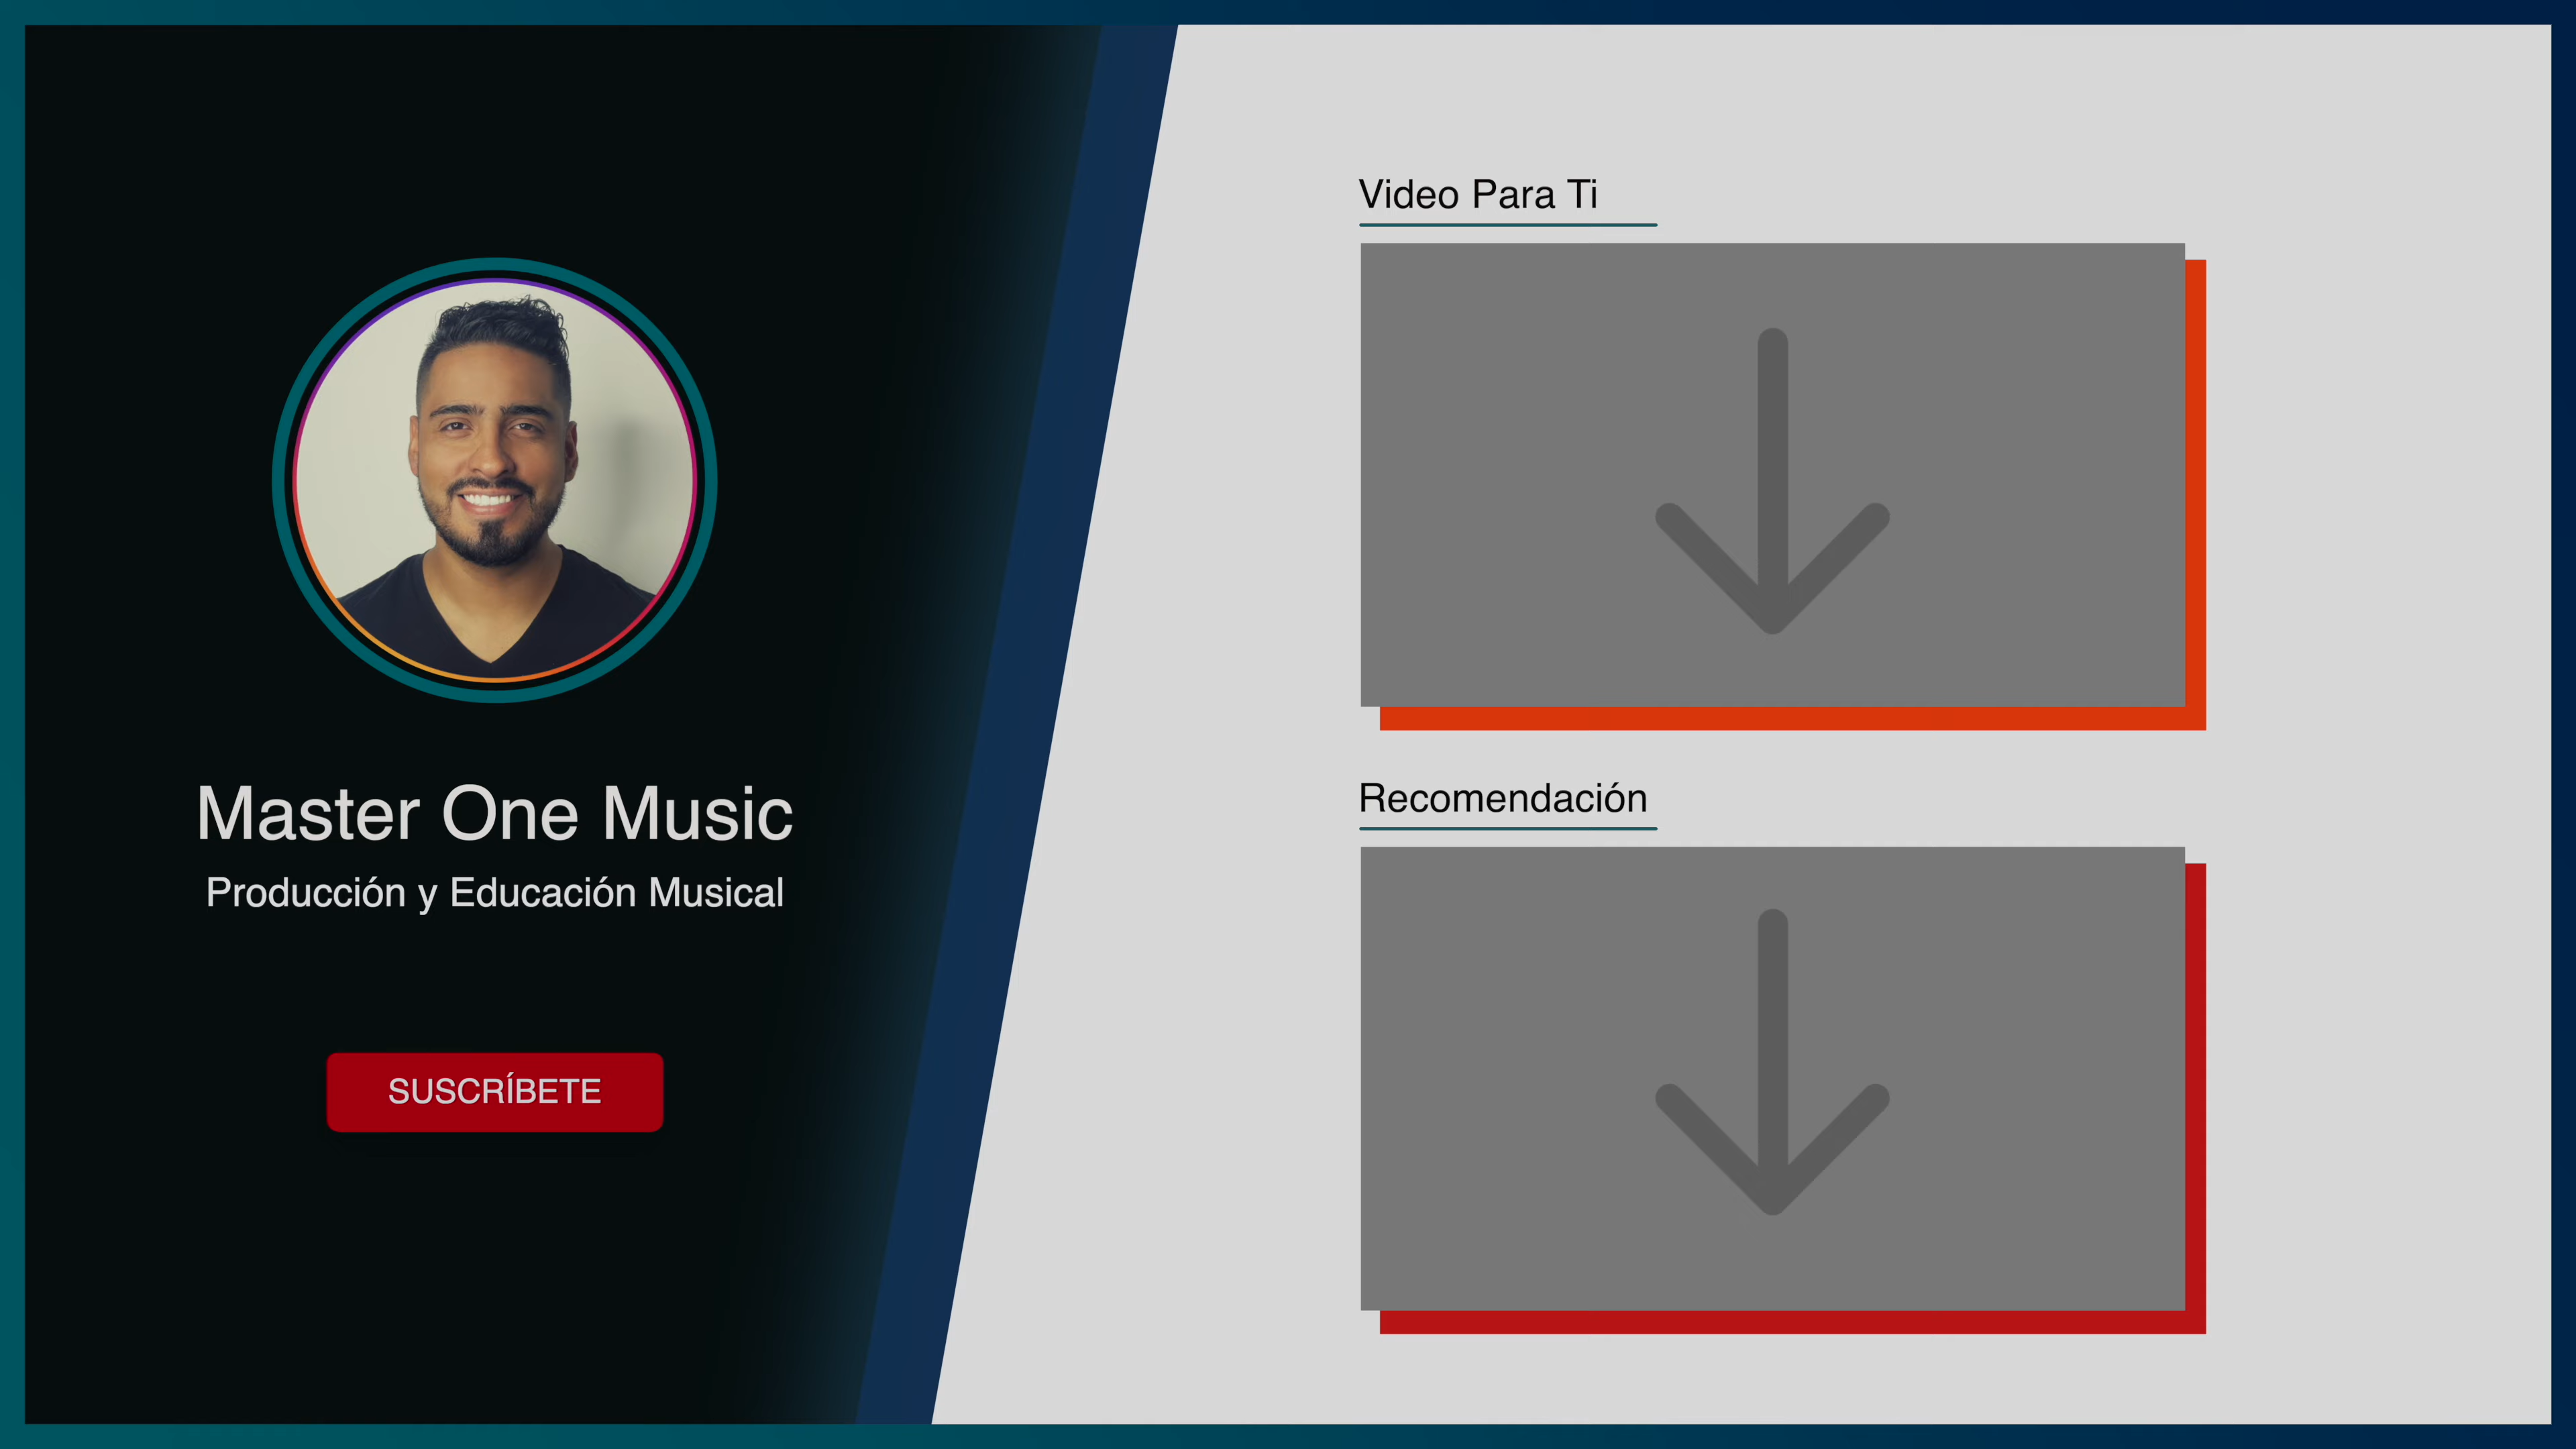 Master One Music
Producción y Educación Musical
SUSCRÍBETE
Video Para Ti
Recomendación